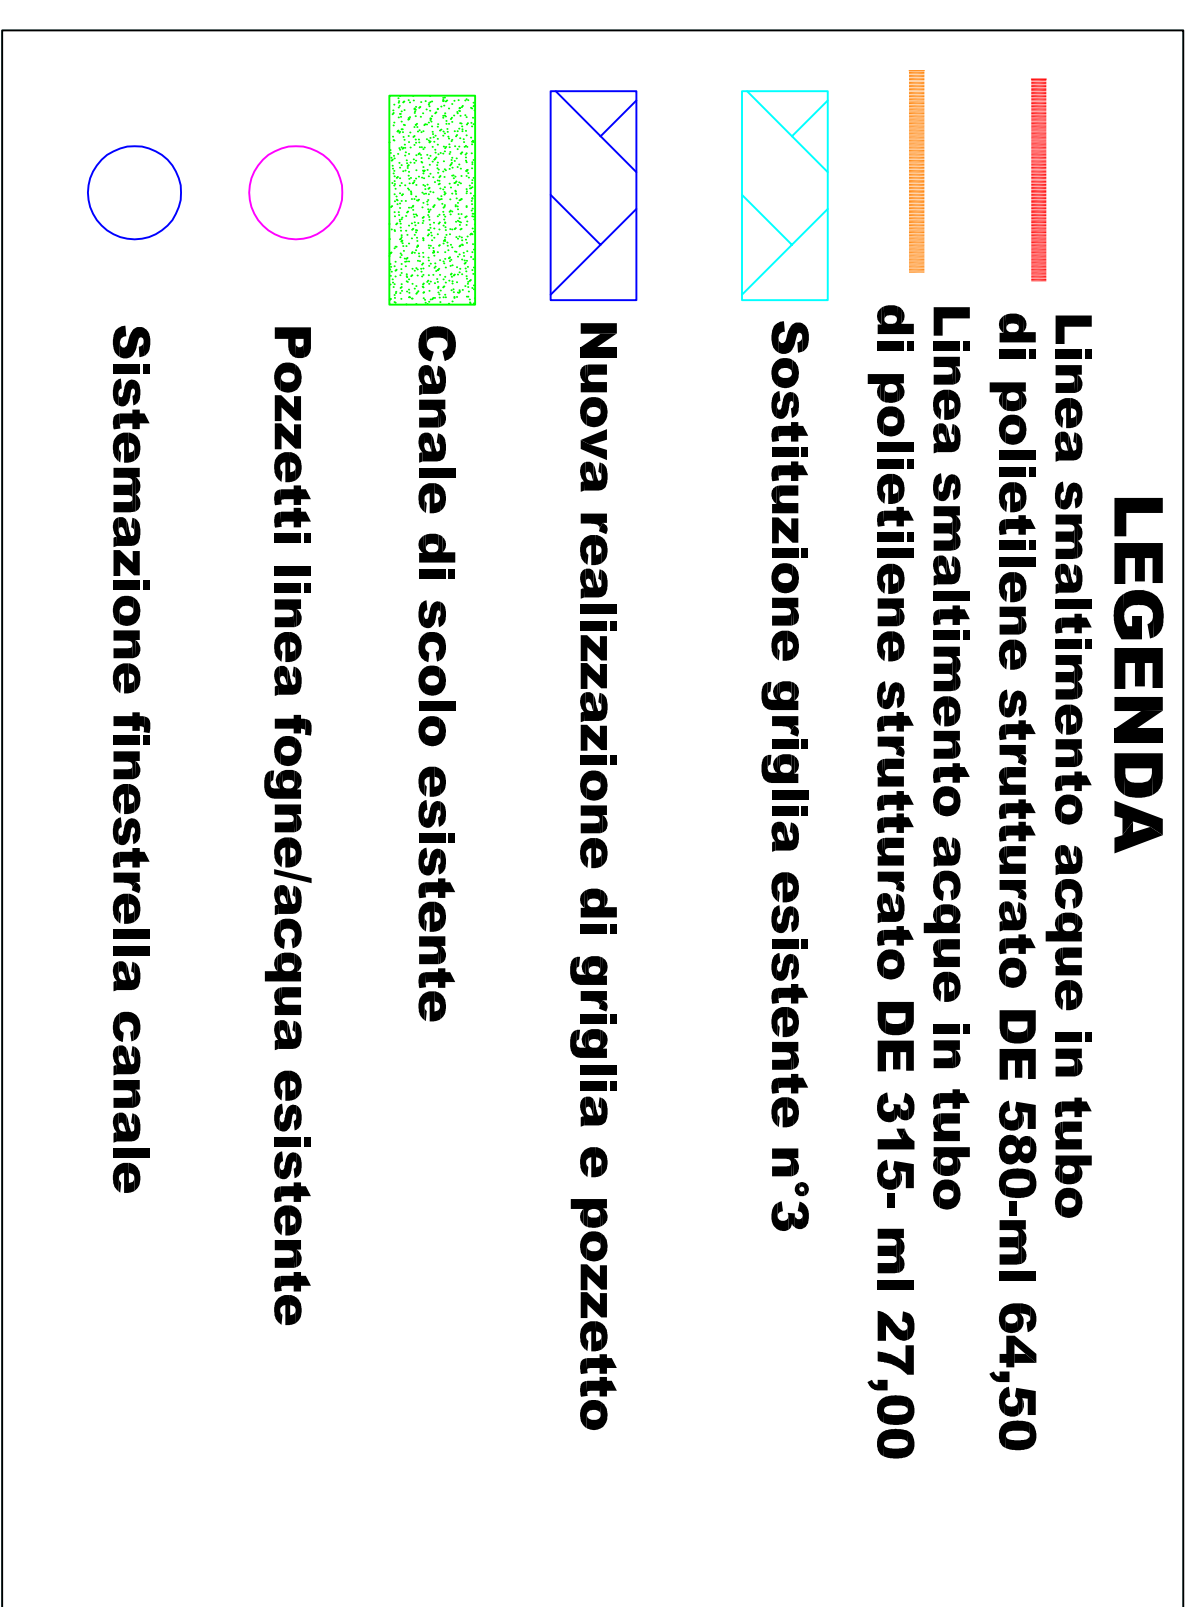 LEGENDA
Linea smaltimento acque in tubo
di polietilene strutturato DE 580-ml 64,50
Linea smaltimento acque in tubo
di polietilene strutturato DE 315- ml 27,00
Sostituzione griglia esistente n°3
Nuova realizzazione di griglia e pozzetto
Canale di scolo esistente
Pozzetti linea fogne/acqua esistente
Sistemazione finestrella canale